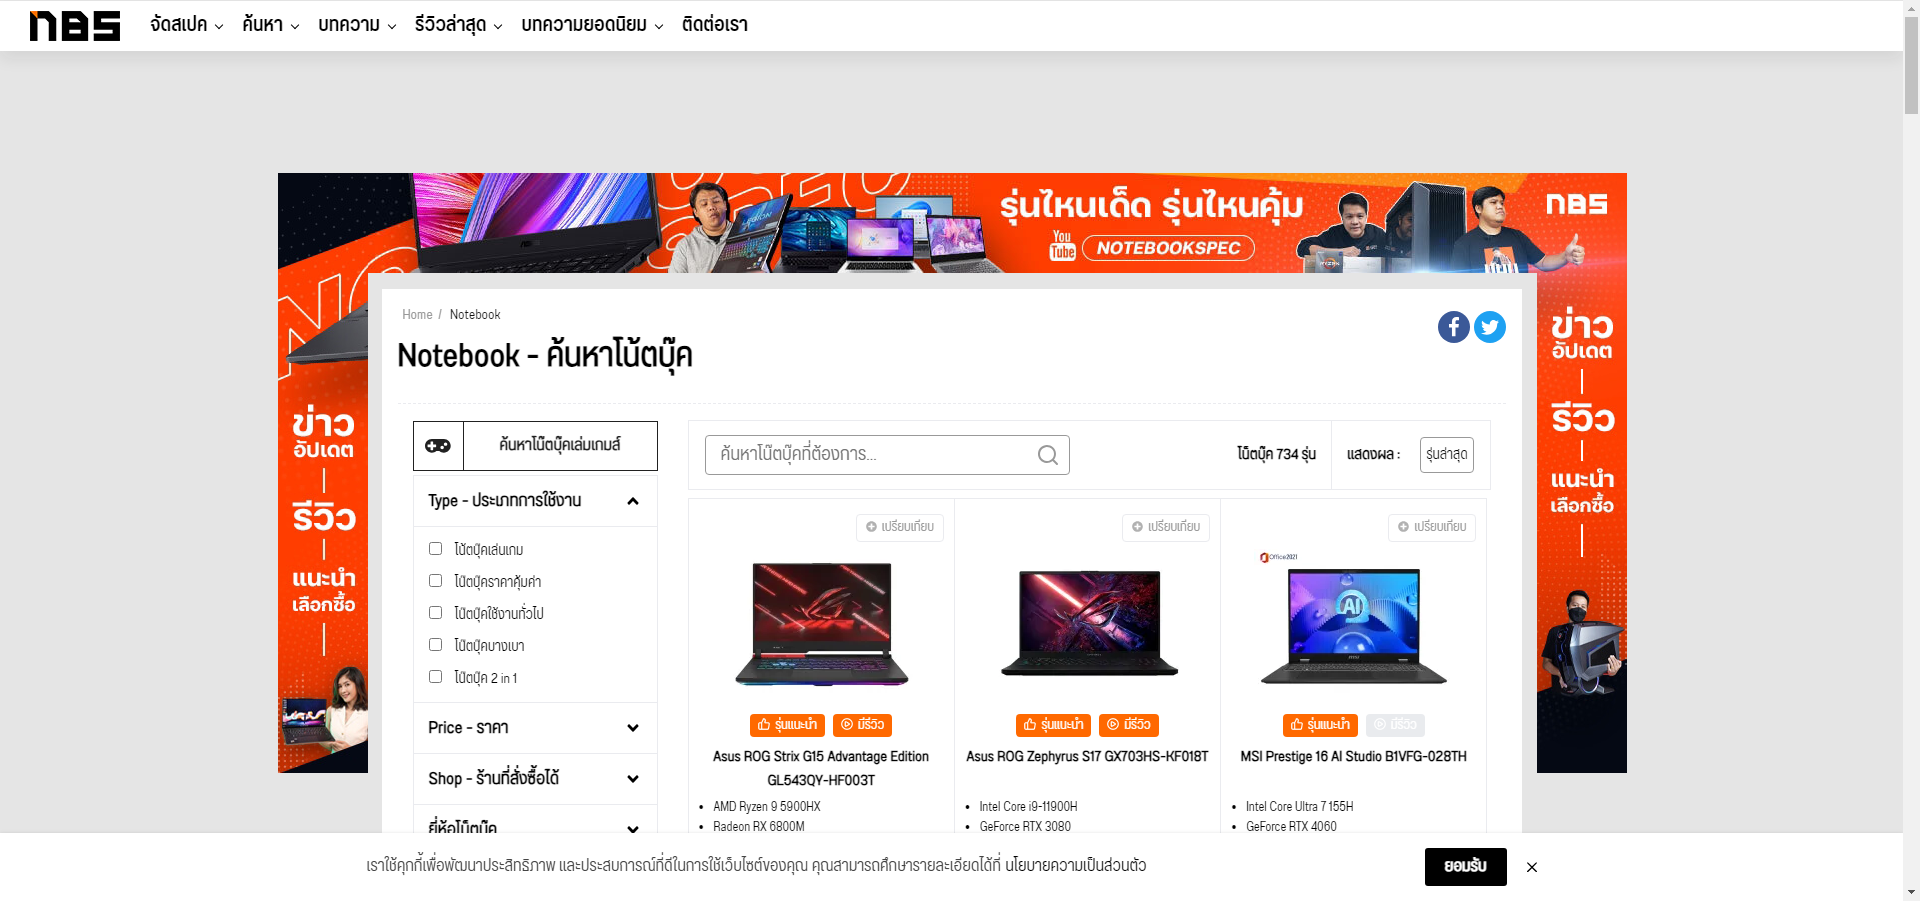 NBS
จัดสเปค
ค้นหา
บทความ
รีวิวล่าสุด
บทความยอดนิยม
ติดต่อเรา
รุ่นไหนเด็ด รุ่นไหนคุ้ม
NBS
You Tube NOTEBOOKSPEC
ข่าว
อัปเดต
รีวิว
แนะนำ
เลือกซื้อ
ข่าว
อัปเดต
รีวิว
แนะนำ
เลือกซื้อ
Home / Notebook
Notebook - ค้นหาโน้ตบุ๊ค
ค้นหาโน๊ตบุ๊คเล่มเกมส์
Type - ประเภทการใช้งาน
โน้ตบุ๊คเล่นเกม
โน๊ตบุ๊คราคาคุ้มค่า
โน๊ตบุ๊คใช้งานทั่วไป
โน๊ตบุ๊คบางเบา
โน๊ตบุ๊ค 2 in 1
Price - ราคา
Shop - ร้านที่สั่งซื้อได้
ยี่ห้อโน๊ตบุ๊ค
ค้นหาโน๊ตบุ๊คที่ต้องการ...
โน็ตบุ๊ค 734 รุ่น
แสดงผล :
รุ่นล่าสุด
เปรียบเทียบ
เปรียบเทียบ
เปรียบเทียบ
Office2021
รุ่นแนะนำ มีรีวิว
รุ่นแนะนำ มีรีวิว
รุ่นแนะนำ มีรีวิว
Asus ROG Strix G15 Advantage Edition
GL543QY-HF003T
AMD Ryzen 9 5900HX
Radeon RX 6800M
Asus ROG Zephyrus S17 GX703HS-KF018T
Intel Core i9-11900H
GeForce RTX 3080
MSI Prestige 16 AI Studio B1VFG-028TH
Intel Core Ultra 7 155H
GeForce RTX 4060
เราใช้คุกกี้เพื่อพัฒนาประสิทธิภาพ และประสบการณ์ที่ดีในการใช้เว็บไซต์ของคุณ คุณสามารถศึกษารายละเอียดได้ที่ นโยบายความเป็นส่วนตัว
ยอมรับ